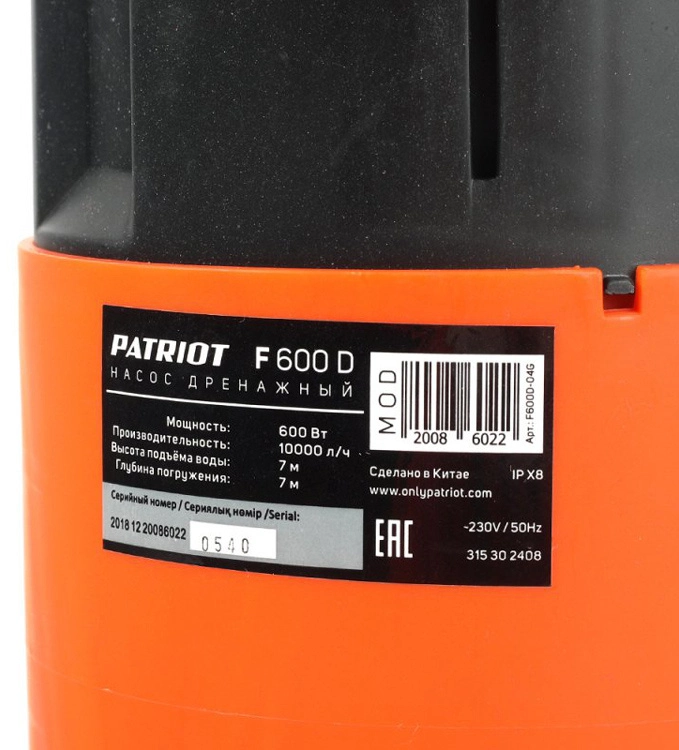 PATRIOT F 600 D
НАСОС ДРЕНАЖНЫЙ
Мощность: 600 Вт
Производительность: 10000 л/ч
Высота подъёма воды: 7 м
Глубина погружения: 7 м
Серийный номер / Сериялық нөмір /Serial:
2018 12 20086022 0540
MOD
2008 6022
Арт.: F600D-04G
Сделано в Китае IP X8
www.onlypatriot.com
EAC ~230V / 50Hz
315 30 2408